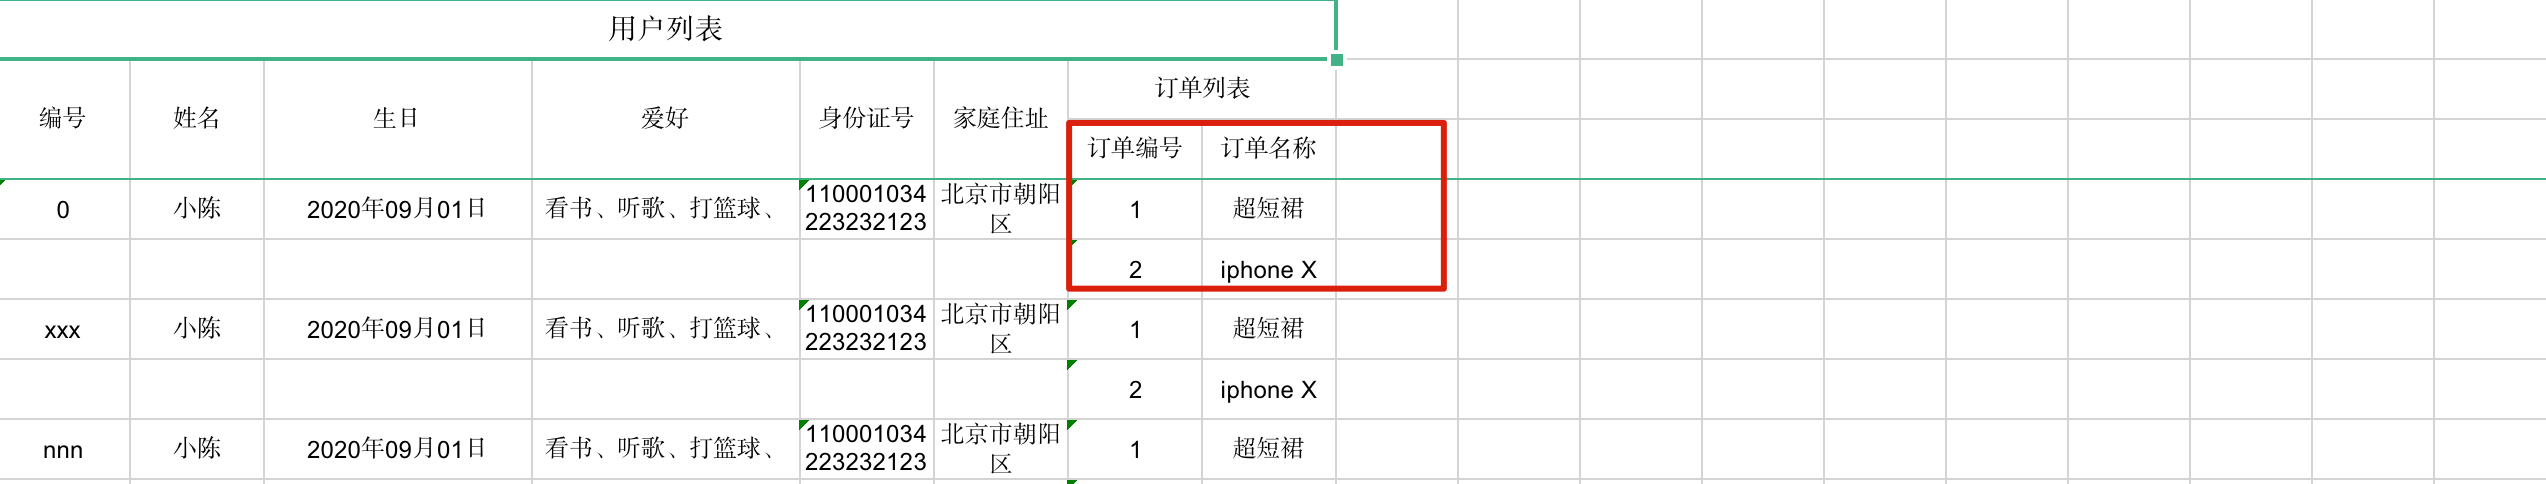 用户列表
编号 姓名 生日 爱好 身份证号 家庭住址 订单列表
订单编号 订单名称
0 小陈 2020年09月01日 看书、听歌、打篮球、 110001034 北京市朝阳 1 超短裙
223232123 区
2 iphone X
xxx 小陈 2020年09月01日 看书、听歌、打篮球、 110001034 北京市朝阳 1 超短裙
223232123 区
2 iphone X
nnn 小陈 2020年09月01日 看书、听歌、打篮球、 110001034 北京市朝阳 1 超短裙
223232123 区